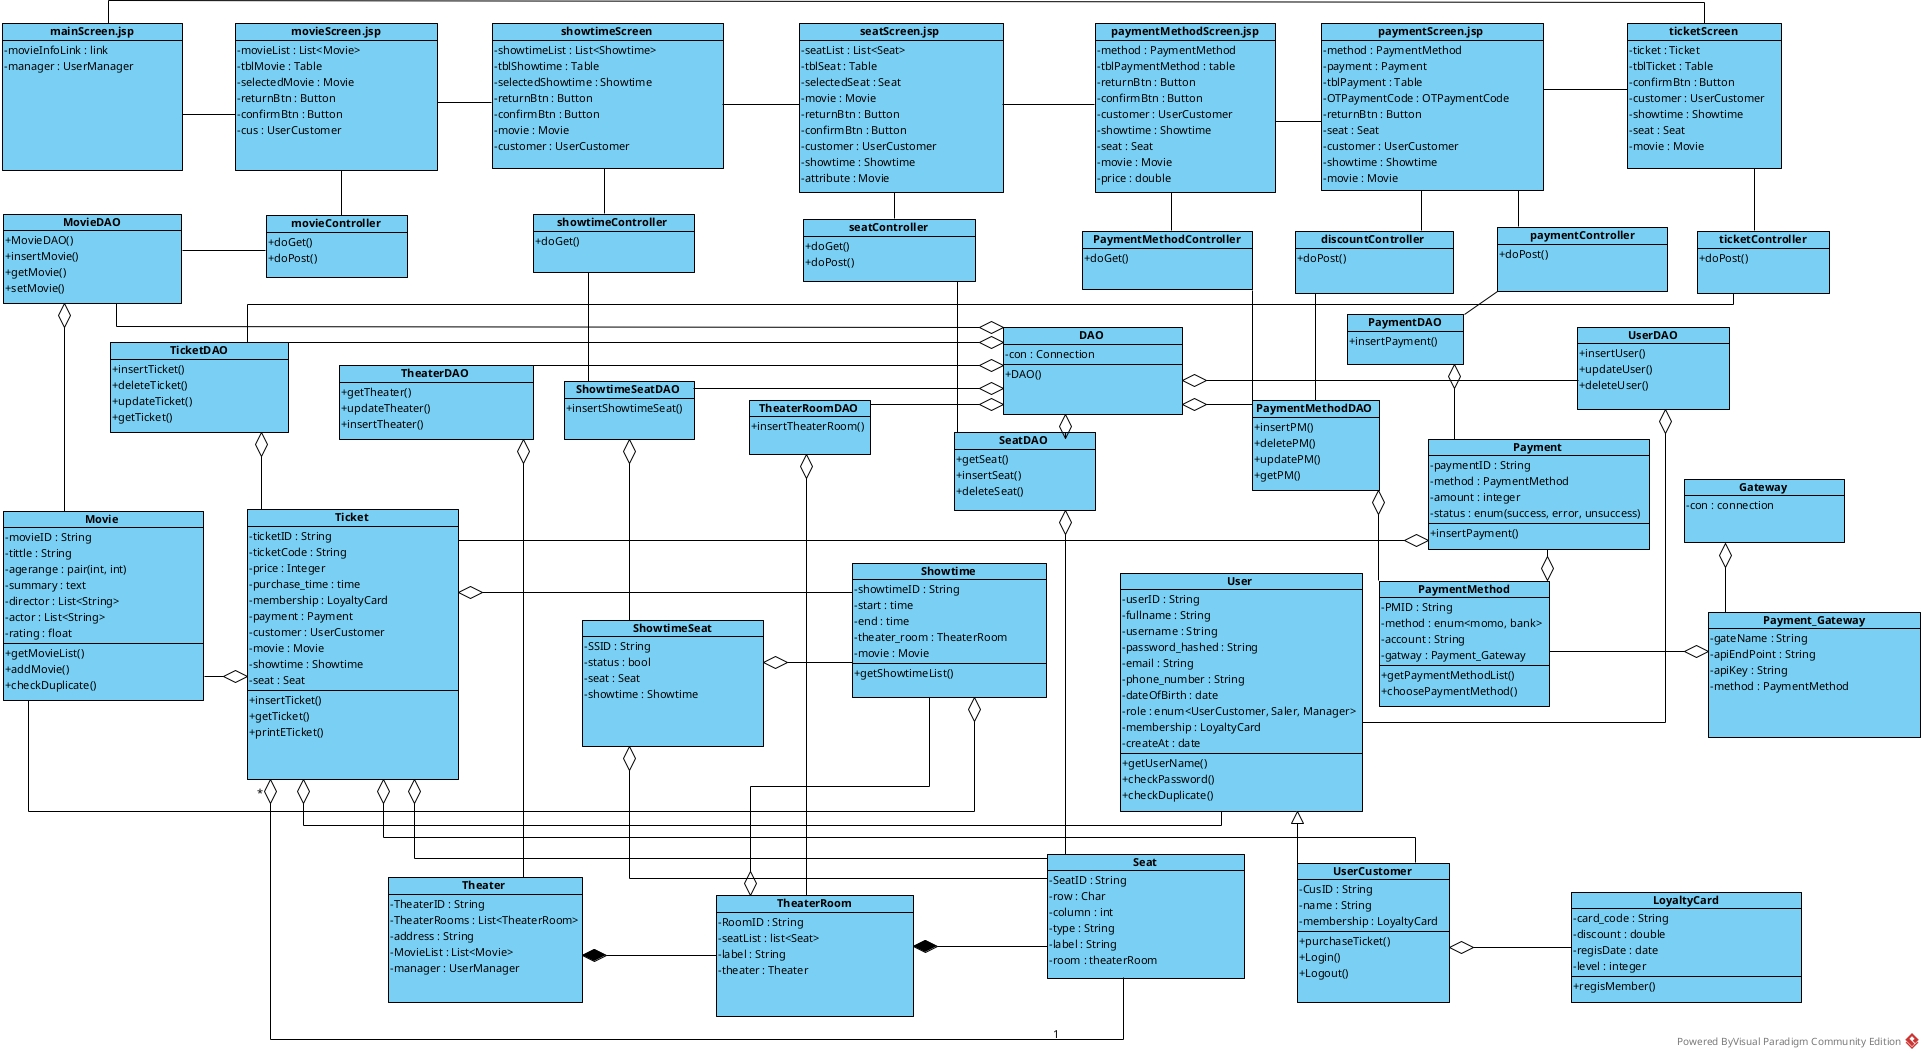 mainScreen.jsp
-movieInfoLink : link
-manager : UserManager
movieScreen.jsp
-movieList : List<Movie>
-tblMovie : Table
-selectedMovie : Movie
-returnBtn : Button
-confirmBtn : Button
-cus : UserCustomer
showtimeScreen
-showtimeList : List<Showtime>
-tblShowtime : Table
-selectedShowtime : Showtime
-returnBtn : Button
-confirmBtn : Button
-movie : Movie
-customer : UserCustomer
seatScreen.jsp
-seatList : List<Seat>
-tblSeat : Table
-selectedSeat : Seat
-movie : Movie
-returnBtn : Button
-confirmBtn : Button
-customer : UserCustomer
-showtime : Showtime
-attribute : Movie
paymentMethodScreen.jsp
-method : PaymentMethod
-tblPaymentMethod : table
-returnBtn : Button
-confirmBtn : Button
-customer : UserCustomer
-showtime : Showtime
-seat : Seat
-movie : Movie
-price : double
paymentScreen.jsp
-method : PaymentMethod
-payment : Payment
-tblPayment : Table
-OTPaymentCode : OTPaymentCode
-returnBtn : Button
-seat : Seat
-customer : UserCustomer
-showtime : Showtime
-movie : Movie
ticketScreen
-ticket : Ticket
-tblTicket : Table
-confirmBtn : Button
-customer : UserCustomer
-showtime : Showtime
-seat : Seat
-movie : Movie
MovieDAO
+MovieDAO()
+insertMovie()
+getMovie()
+setMovie()
movieController
+doGet()
+doPost()
showtimeController
+doGet()
seatController
+doGet()
+doPost()
PaymentMethodController
+doGet()
discountController
+doPost()
paymentController
+doPost()
ticketController
+doPost()
TicketDAO
+insertTicket()
+deleteTicket()
+updateTicket()
+getTicket()
TheaterDAO
+getTheater()
+updateTheater()
+insertTheater()
ShowtimeSeatDAO
+insertShowtimeSeat()
TheaterRoomDAO
+insertTheaterRoom()
DAO
-con : Connection
+DAO()
SeatDAO
+getSeat()
+insertSeat()
+deleteSeat()
PaymentMethodDAO
+insertPM()
+deletePM()
+updatePM()
+getPM()
PaymentDAO
+insertPayment()
UserDAO
+insertUser()
+updateUser()
+deleteUser()
Payment
-paymentID : String
-method : PaymentMethod
-amount : integer
-status : enum(success, error, unsuccess)
+insertPayment()
Gateway
-con : connection
Movie
-movieID : String
-tittle : String
-agerange : pair(int, int)
-summary : text
-director : List<String>
-actor : List<String>
-rating : float
+getMovieList()
+addMovie()
+checkDuplicate()
Ticket
-ticketID : String
-ticketCode : String
-price : Integer
-purchase_time : time
-membership : LoyaltyCard
-payment : Payment
-customer : UserCustomer
-movie : Movie
-showtime : Showtime
-seat : Seat
+insertTicket()
+getTicket()
+printETicket()
ShowtimeSeat
-SSID : String
-status : bool
-seat : Seat
-showtime : Showtime
Showtime
-showtimeID : String
-start : time
-end : time
-theater_room : TheaterRoom
-movie : Movie
+getShowtimeList()
User
-userID : String
-fullname : String
-username : String
-password_hashed : String
-email : String
-phone_number : String
-dateOfBirth : date
-role : enum<UserCustomer, Saler, Manager>
-membership : LoyaltyCard
-createAt : date
+getUserName()
+checkPassword()
+checkDuplicate()
PaymentMethod
-PMID : String
-method : enum<momo, bank>
-account : String
-gatway : Payment_Gateway
+getPaymentMethodList()
+choosePaymentMethod()
Payment_Gateway
-gateName : String
-apiEndPoint : String
-apiKey : String
-method : PaymentMethod
*
Theater
-TheaterID : String
-TheaterRooms : List<TheaterRoom>
-address : String
-MovieList : List<Movie>
-manager : UserManager
TheaterRoom
-RoomID : String
-seatList : list<Seat>
-label : String
-theater : Theater
Seat
-SeatID : String
-row : Char
-column : int
-type : String
-label : String
-room : theaterRoom
UserCustomer
-CusID : String
-name : String
-membership : LoyaltyCard
+purchaseTicket()
+Login()
+Logout()
LoyaltyCard
-card_code : String
-discount : double
-regisDate : date
-level : integer
+regisMember()
1
Powered ByVisual Paradigm Community Edition